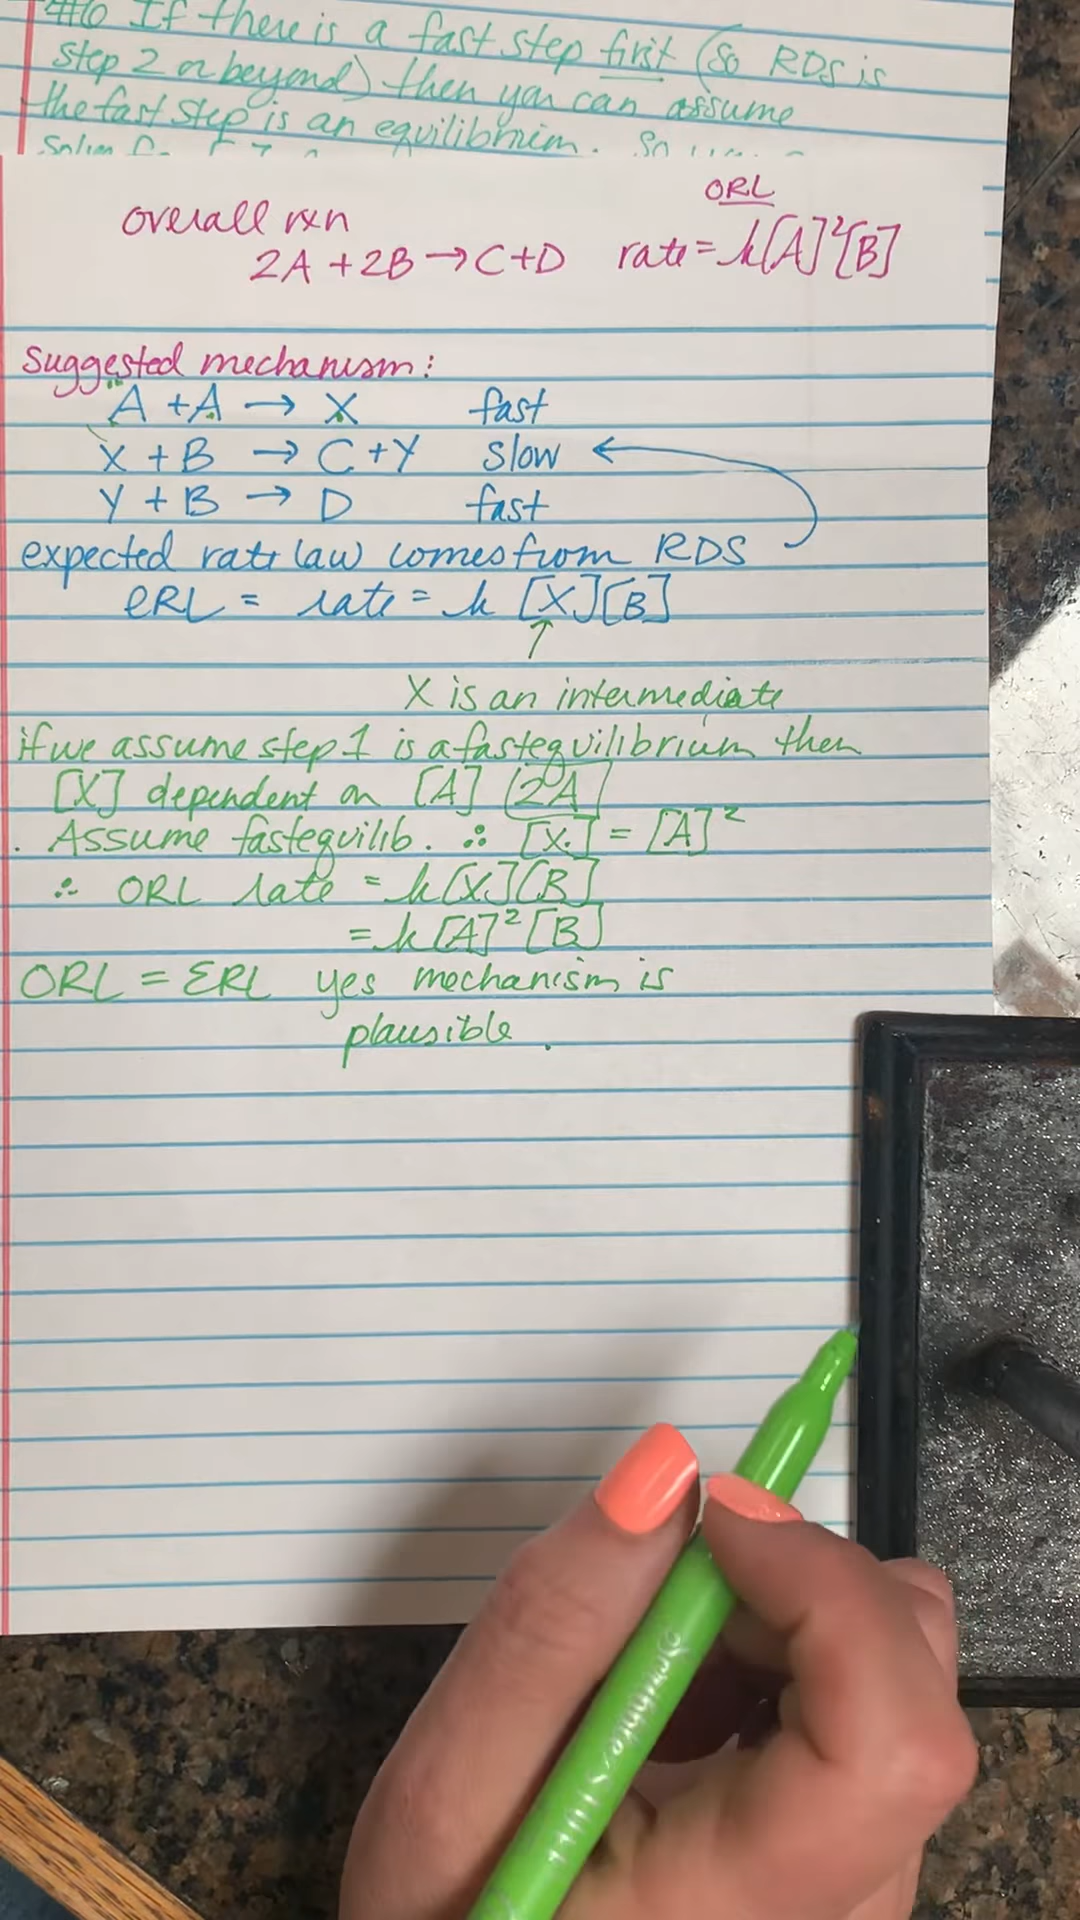 #6 If there is a fast step first (so RDS is
step 2 or beyond) then you can assume
the fast step is an equilibrium. So
overall rxn
ORL
2A + 2B → C + D rate = k[A]²[B]
Suggested mechanism:
A + A → X fast
X + B → C + Y slow
Y + B → D fast
expected rate law comes from RDS
ERL = rate = k [X][B]
↑
X is an intermediate
if we assume step 1 is a fast equilibrium then
[X] dependent on [A] (2A)
. Assume fast equilib. ∴ [X] = [A]²
∴ ORL rate = k[X][B]
= k[A]²[B]
ORL = ERL yes mechanism is
plausible.